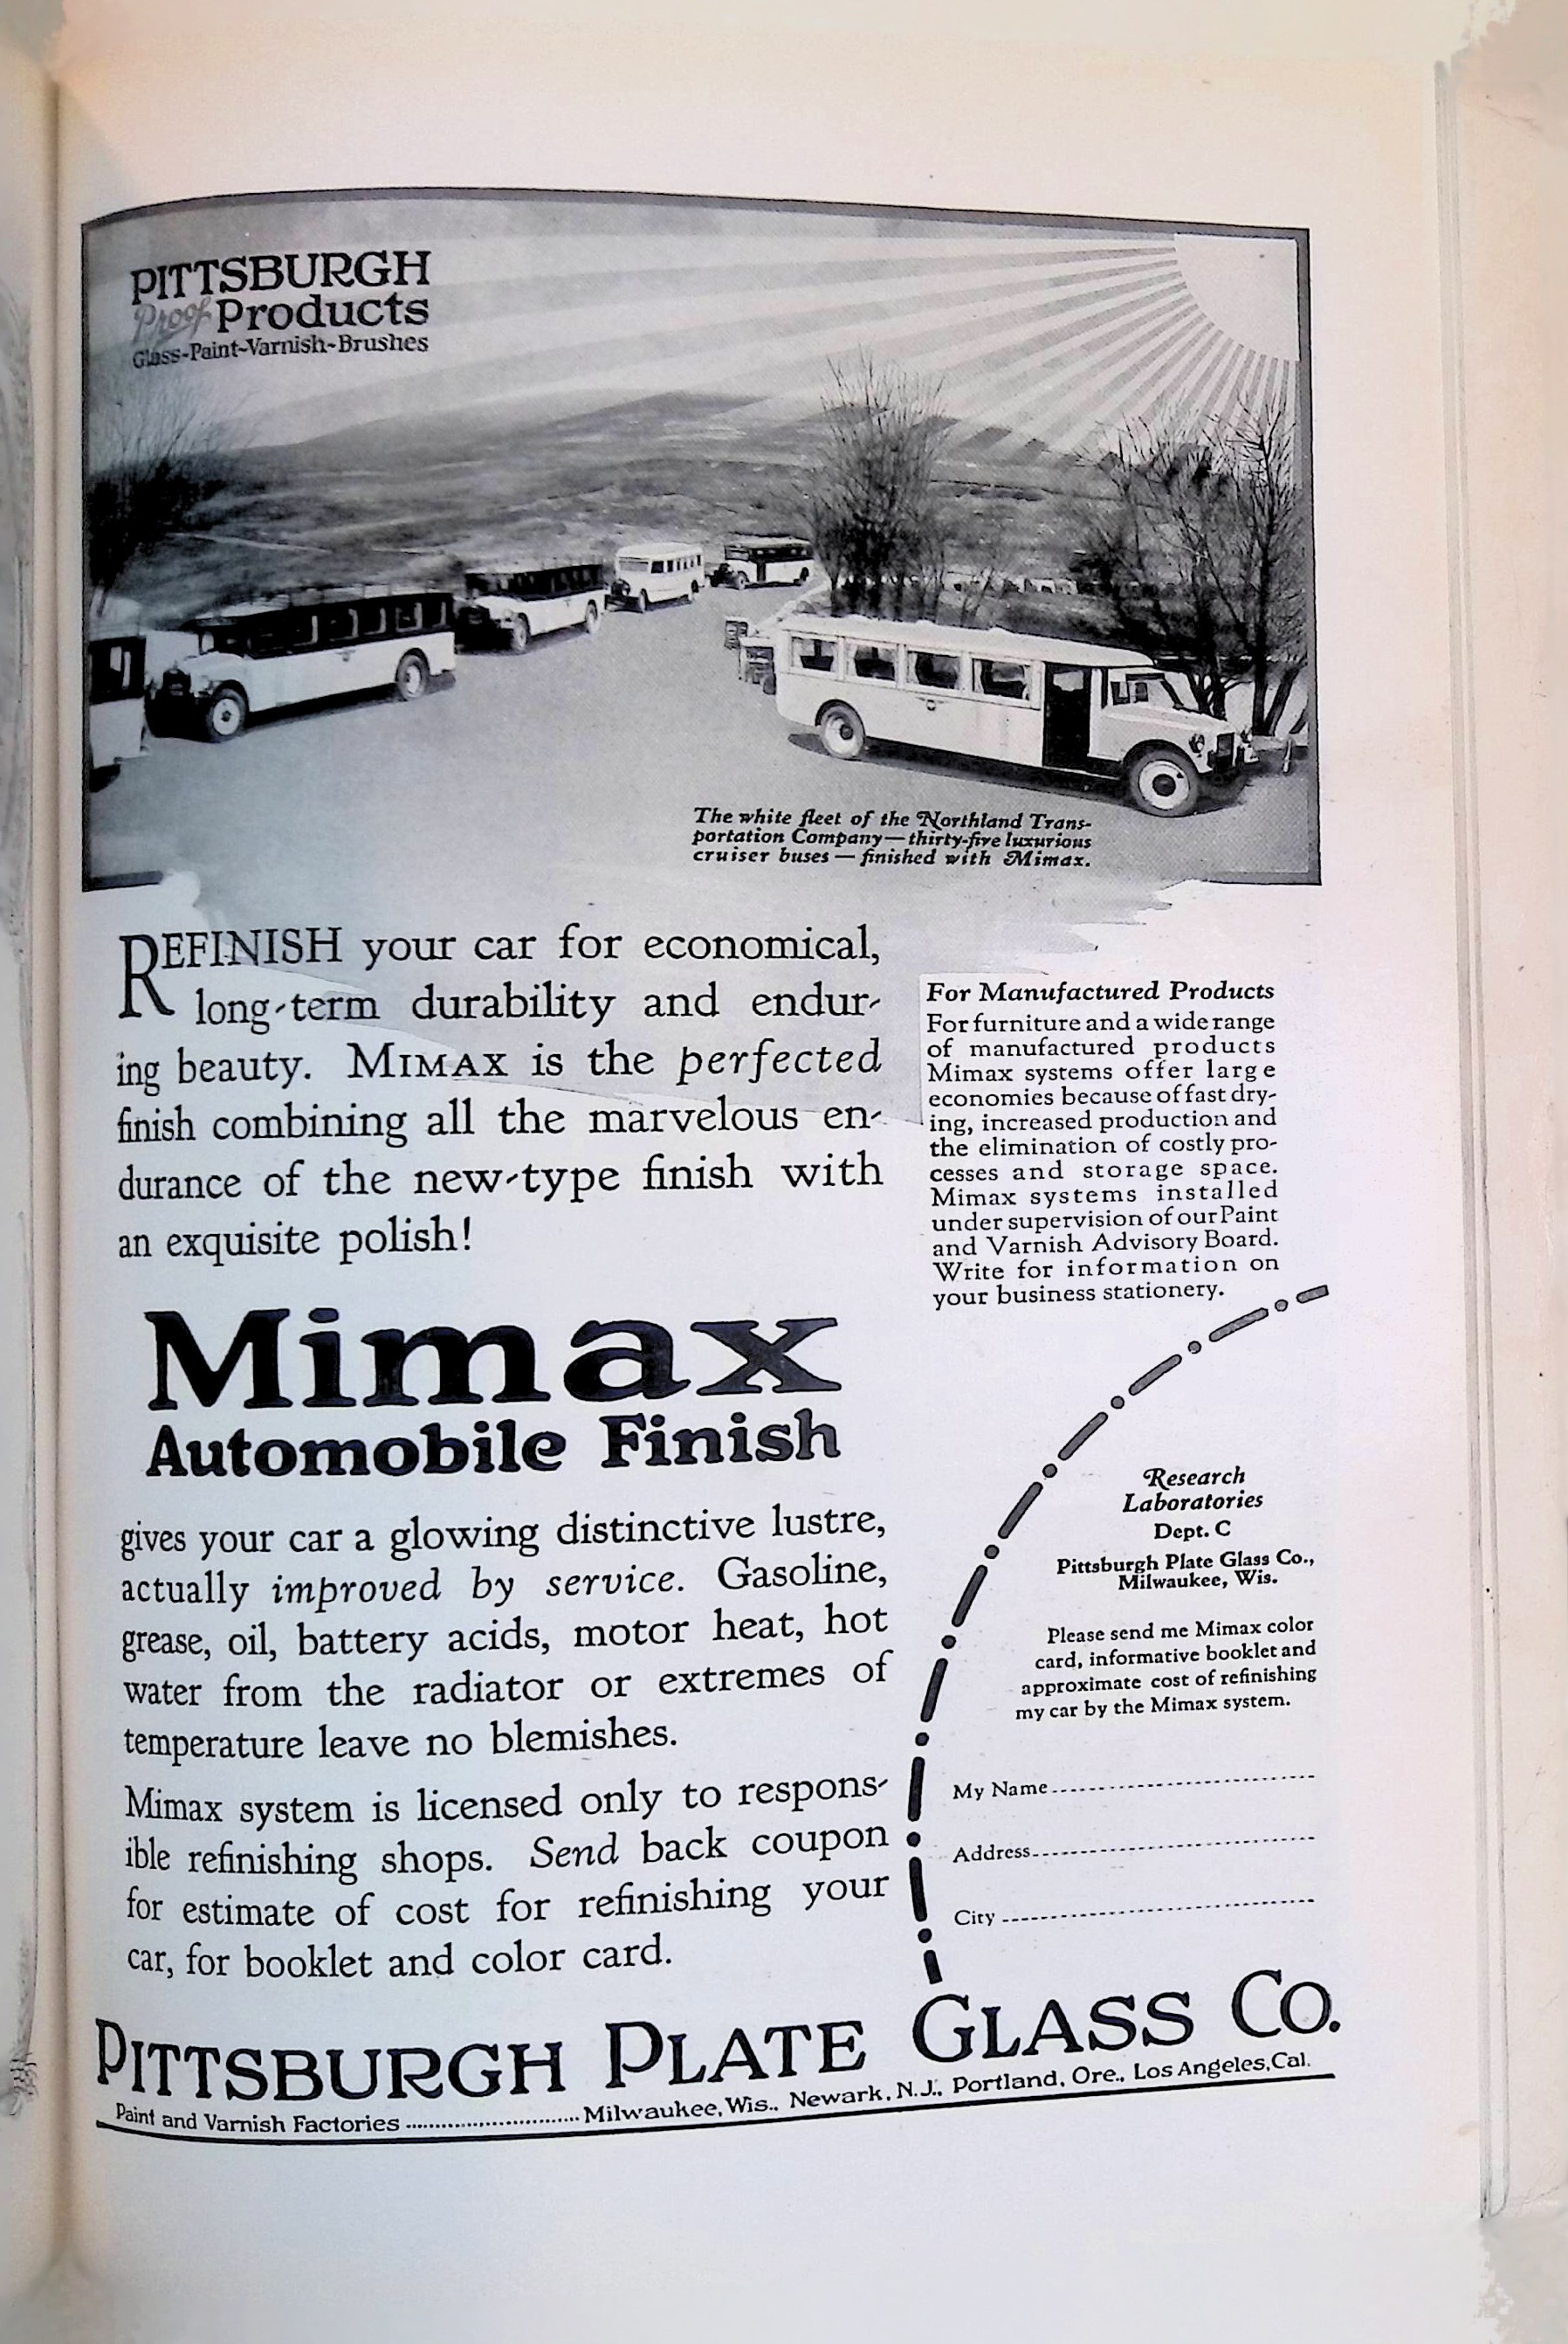 PITTSBURGH
Proof Products
Glass-Paint-Varnish-Brushes
The white fleet of the Northland Trans-
portation Company—thirty-five luxurious
cruiser buses — finished with Mimax.
REFINISH your car for economical,
long-term durability and endur-
ing beauty. MIMAX is the perfected
finish combining all the marvelous en-
durance of the new-type finish with
an exquisite polish!
Mimax
Automobile Finish
gives your car a glowing distinctive lustre,
actually improved by service. Gasoline,
grease, oil, battery acids, motor heat, hot
water from the radiator or extremes of
temperature leave no blemishes.
Mimax system is licensed only to respons-
ible refinishing shops. Send back coupon
for estimate of cost for refinishing your
car, for booklet and color card.
For Manufactured Products
For furniture and a wide range
of manufactured products
Mimax systems offer large
economies because of fast dry-
ing, increased production and
the elimination of costly pro-
cesses and storage space.
Mimax systems installed
under supervision of our Paint
and Varnish Advisory Board.
Write for information on
your business stationery.
Research
Laboratories
Dept. C
Pittsburgh Plate Glass Co.,
Milwaukee, Wis.
Please send me Mimax color
card, informative booklet and
approximate cost of refinishing
my car by the Mimax system.
My Name
Address
City
PITTSBURGH PLATE GLASS CO.
Paint and Varnish Factories ............................ Milwaukee, Wis., Newark, N.J., Portland, Ore., Los Angeles, Cal.